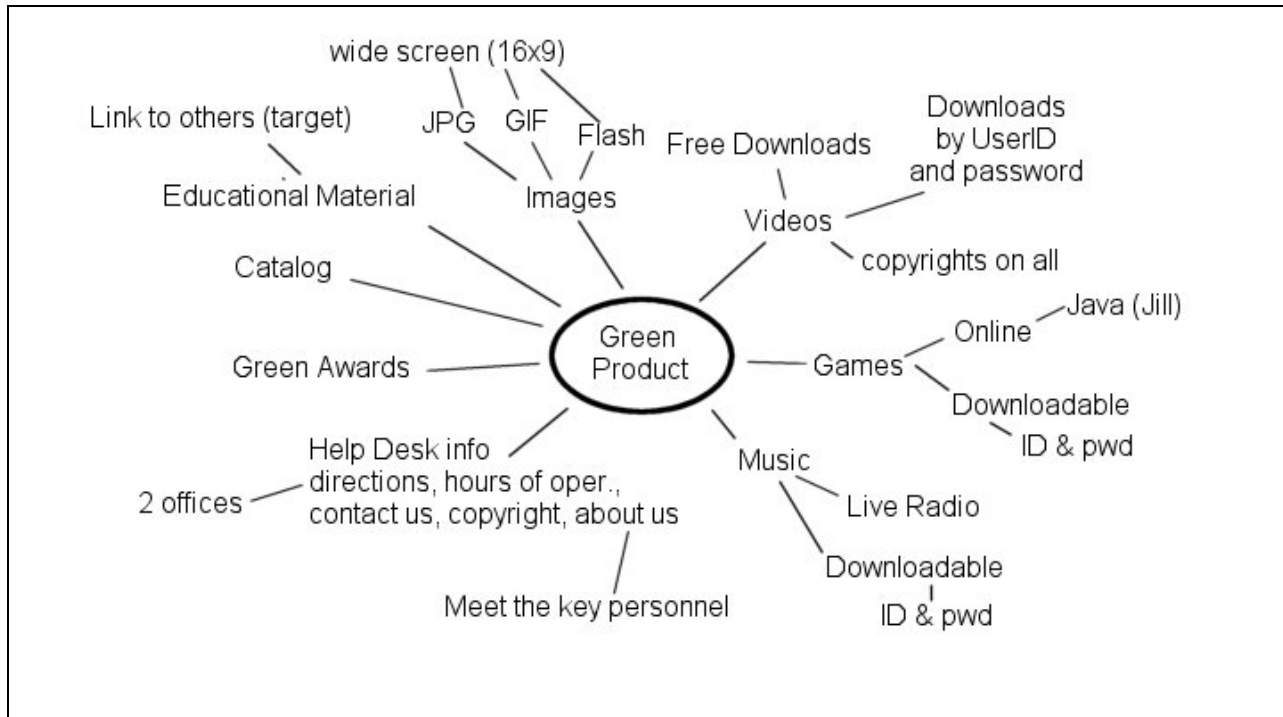 wide screen (16x9)
Link to others (target)
JPG
GIF
Flash
Educational Material
Images
Free Downloads
Downloads
by UserID
and password
Videos
copyrights on all
Catalog
Green
Product
Java (Jill)
Online
Games
Downloadable
ID & pwd
Green Awards
Help Desk info
directions, hours of oper.,
contact us, copyright, about us
2 offices
Meet the key personnel
Music
Live Radio
Downloadable
ID & pwd